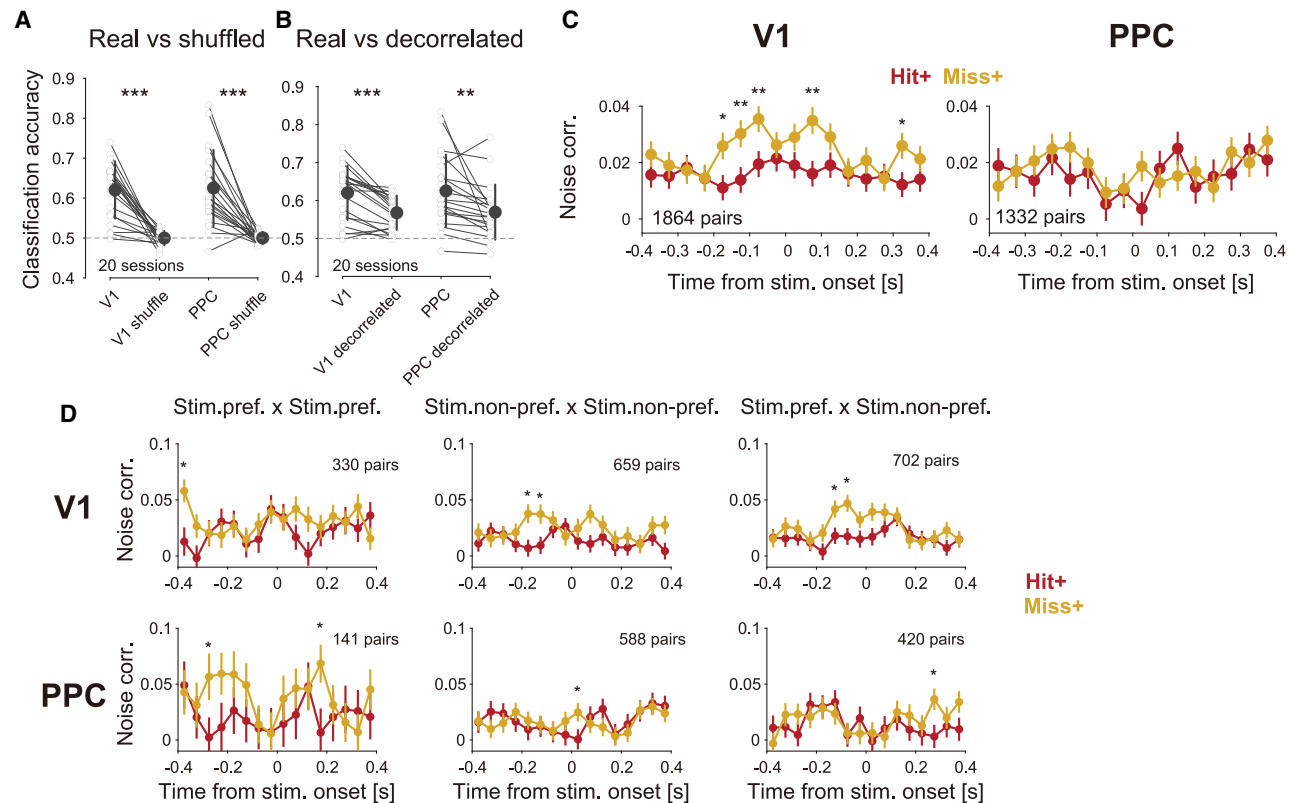 A
Real vs shuffled
Classification accuracy
0.9
0.8
0.7
0.6
0.5
0.4
***
***
20 sessions
V1
V1 shuffle
PPC
PPC shuffle
B
Real vs decorrelated
0.9
0.8
0.7
0.6
0.5
0.4
***
**
20 sessions
V1
V1 decorrelated
PPC
PPC decorrelated
C
V1
PPC
Hit+ Miss+
Noise corr.
0.04
0.02
0
* ** ** ** *
1864 pairs
-0.4 -0.3 -0.2 -0.1 0 0.1 0.2 0.3 0.4
Time from stim. onset [s]
0.04
0.02
0
1332 pairs
-0.4 -0.3 -0.2 -0.1 0 0.1 0.2 0.3 0.4
Time from stim. onset [s]
D
Stim.pref. x Stim.pref.
Stim.non-pref. x Stim.non-pref.
Stim.pref. x Stim.non-pref.
V1
Noise corr.
0.1
0.05
0
*
330 pairs
-0.4 -0.2 0 0.2 0.4
0.1
0.05
0
* *
659 pairs
-0.4 -0.2 0 0.2 0.4
0.1
0.05
0
* *
702 pairs
-0.4 -0.2 0 0.2 0.4
Hit+
Miss+
PPC
Noise corr.
0.1
0.05
0
* *
141 pairs
-0.4 -0.2 0 0.2 0.4
Time from stim. onset [s]
0.1
0.05
0
*
588 pairs
-0.4 -0.2 0 0.2 0.4
Time from stim. onset [s]
0.1
0.05
0
*
420 pairs
-0.4 -0.2 0 0.2 0.4
Time from stim. onset [s]